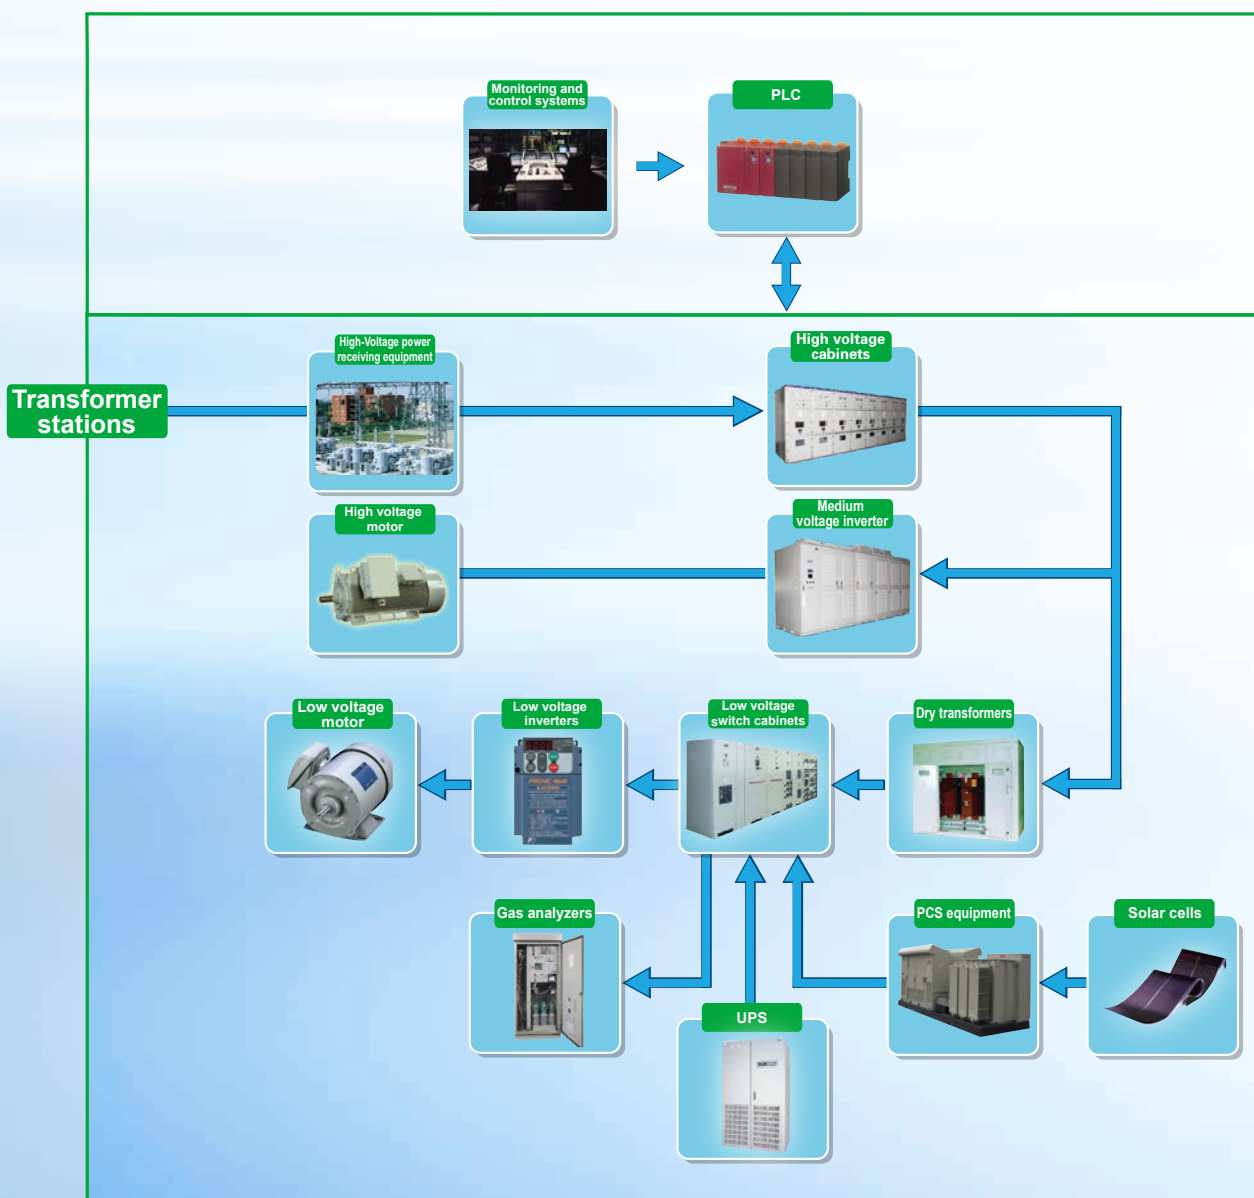 Monitoring and
control systems
PLC
High-Voltage power
receiving equipment
High voltage
cabinets
Transformer
stations
High voltage
motor
Medium
voltage inverter
Low voltage
motor
Low voltage
inverters
Low voltage
switch cabinets
Dry transformers
Gas analyzers
PCS equipment
Solar cells
UPS